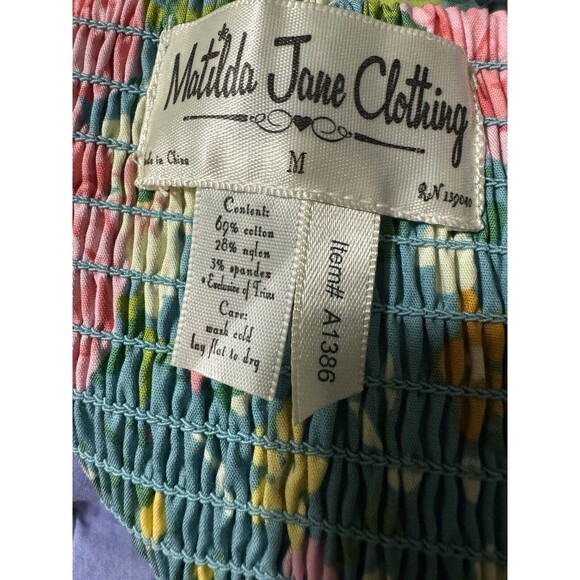 Matilda Jane Clothing
Made in China
M
RN 139040
Content:
69% cotton
28% nylon
3% spandex
*Exclusive of Trims
Care:
wash cold
lay flat to dry
Item# A1386